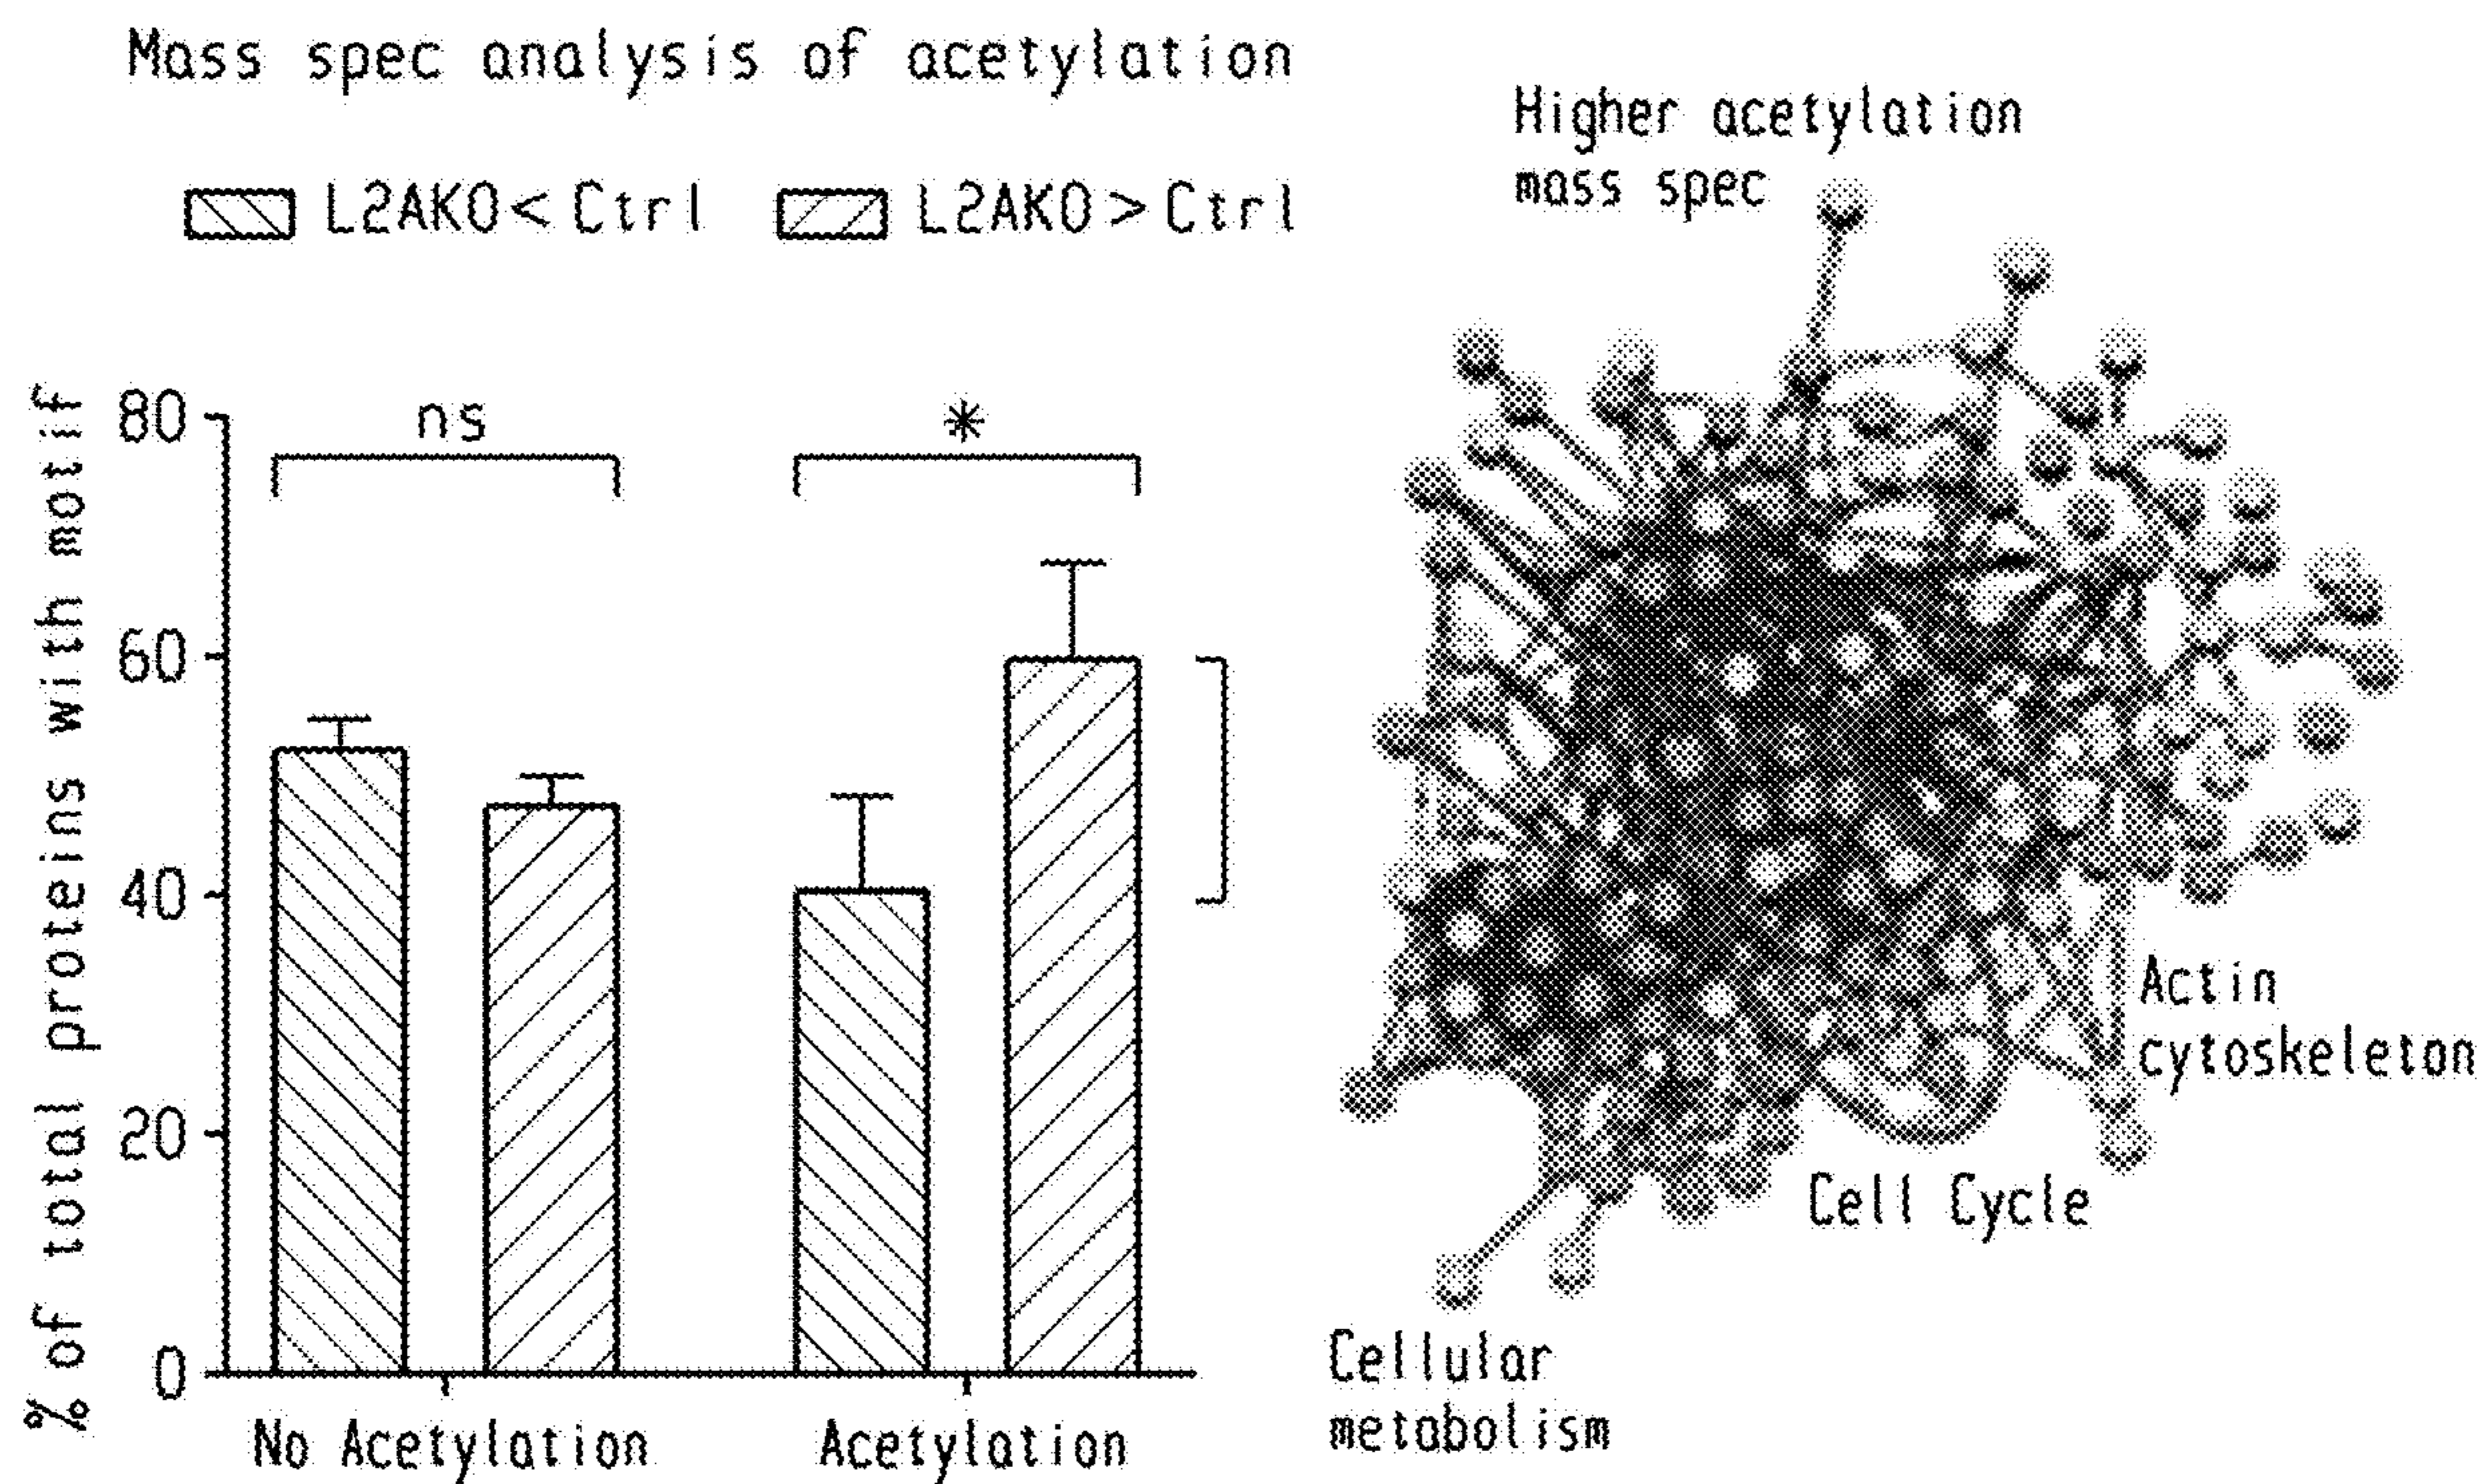 Mass spec analysis of acetylation
L2AKO < Ctrl L2AKO > Ctrl
% of total proteins with motif
80
60
40
20
0
ns
*
No Acetylation
Acetylation
Higher acetylation
mass spec
Actin
cytoskeleton
Cell Cycle
Cellular
metabolism